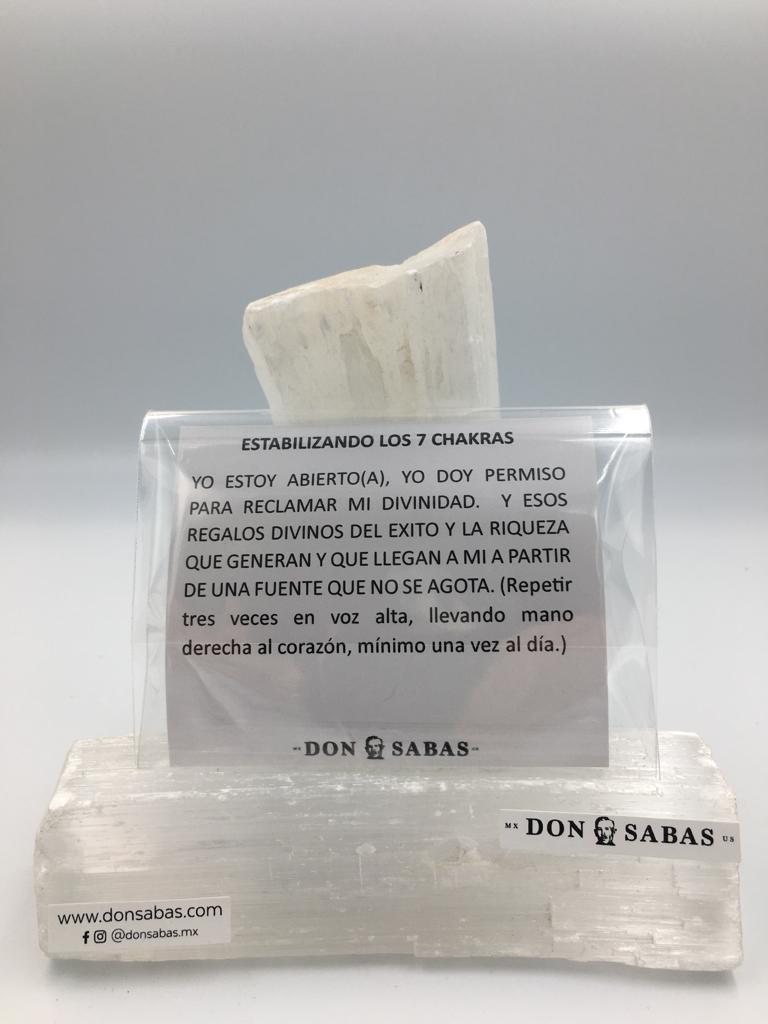 ESTABILIZANDO LOS 7 CHAKRAS
YO ESTOY ABIERTO(A), YO DOY PERMISO
PARA RECLAMAR MI DIVINIDAD. Y ESOS
REGALOS DIVINOS DEL EXITO Y LA RIQUEZA
QUE GENERAN Y QUE LLEGAN A MI A PARTIR
DE UNA FUENTE QUE NO SE AGOTA. (Repetir
tres veces en voz alta, llevando mano
derecha al corazón, mínimo una vez al día.)
MX DON SABAS US
MX DON SABAS US
www.donsabas.com
@donsabas.mx